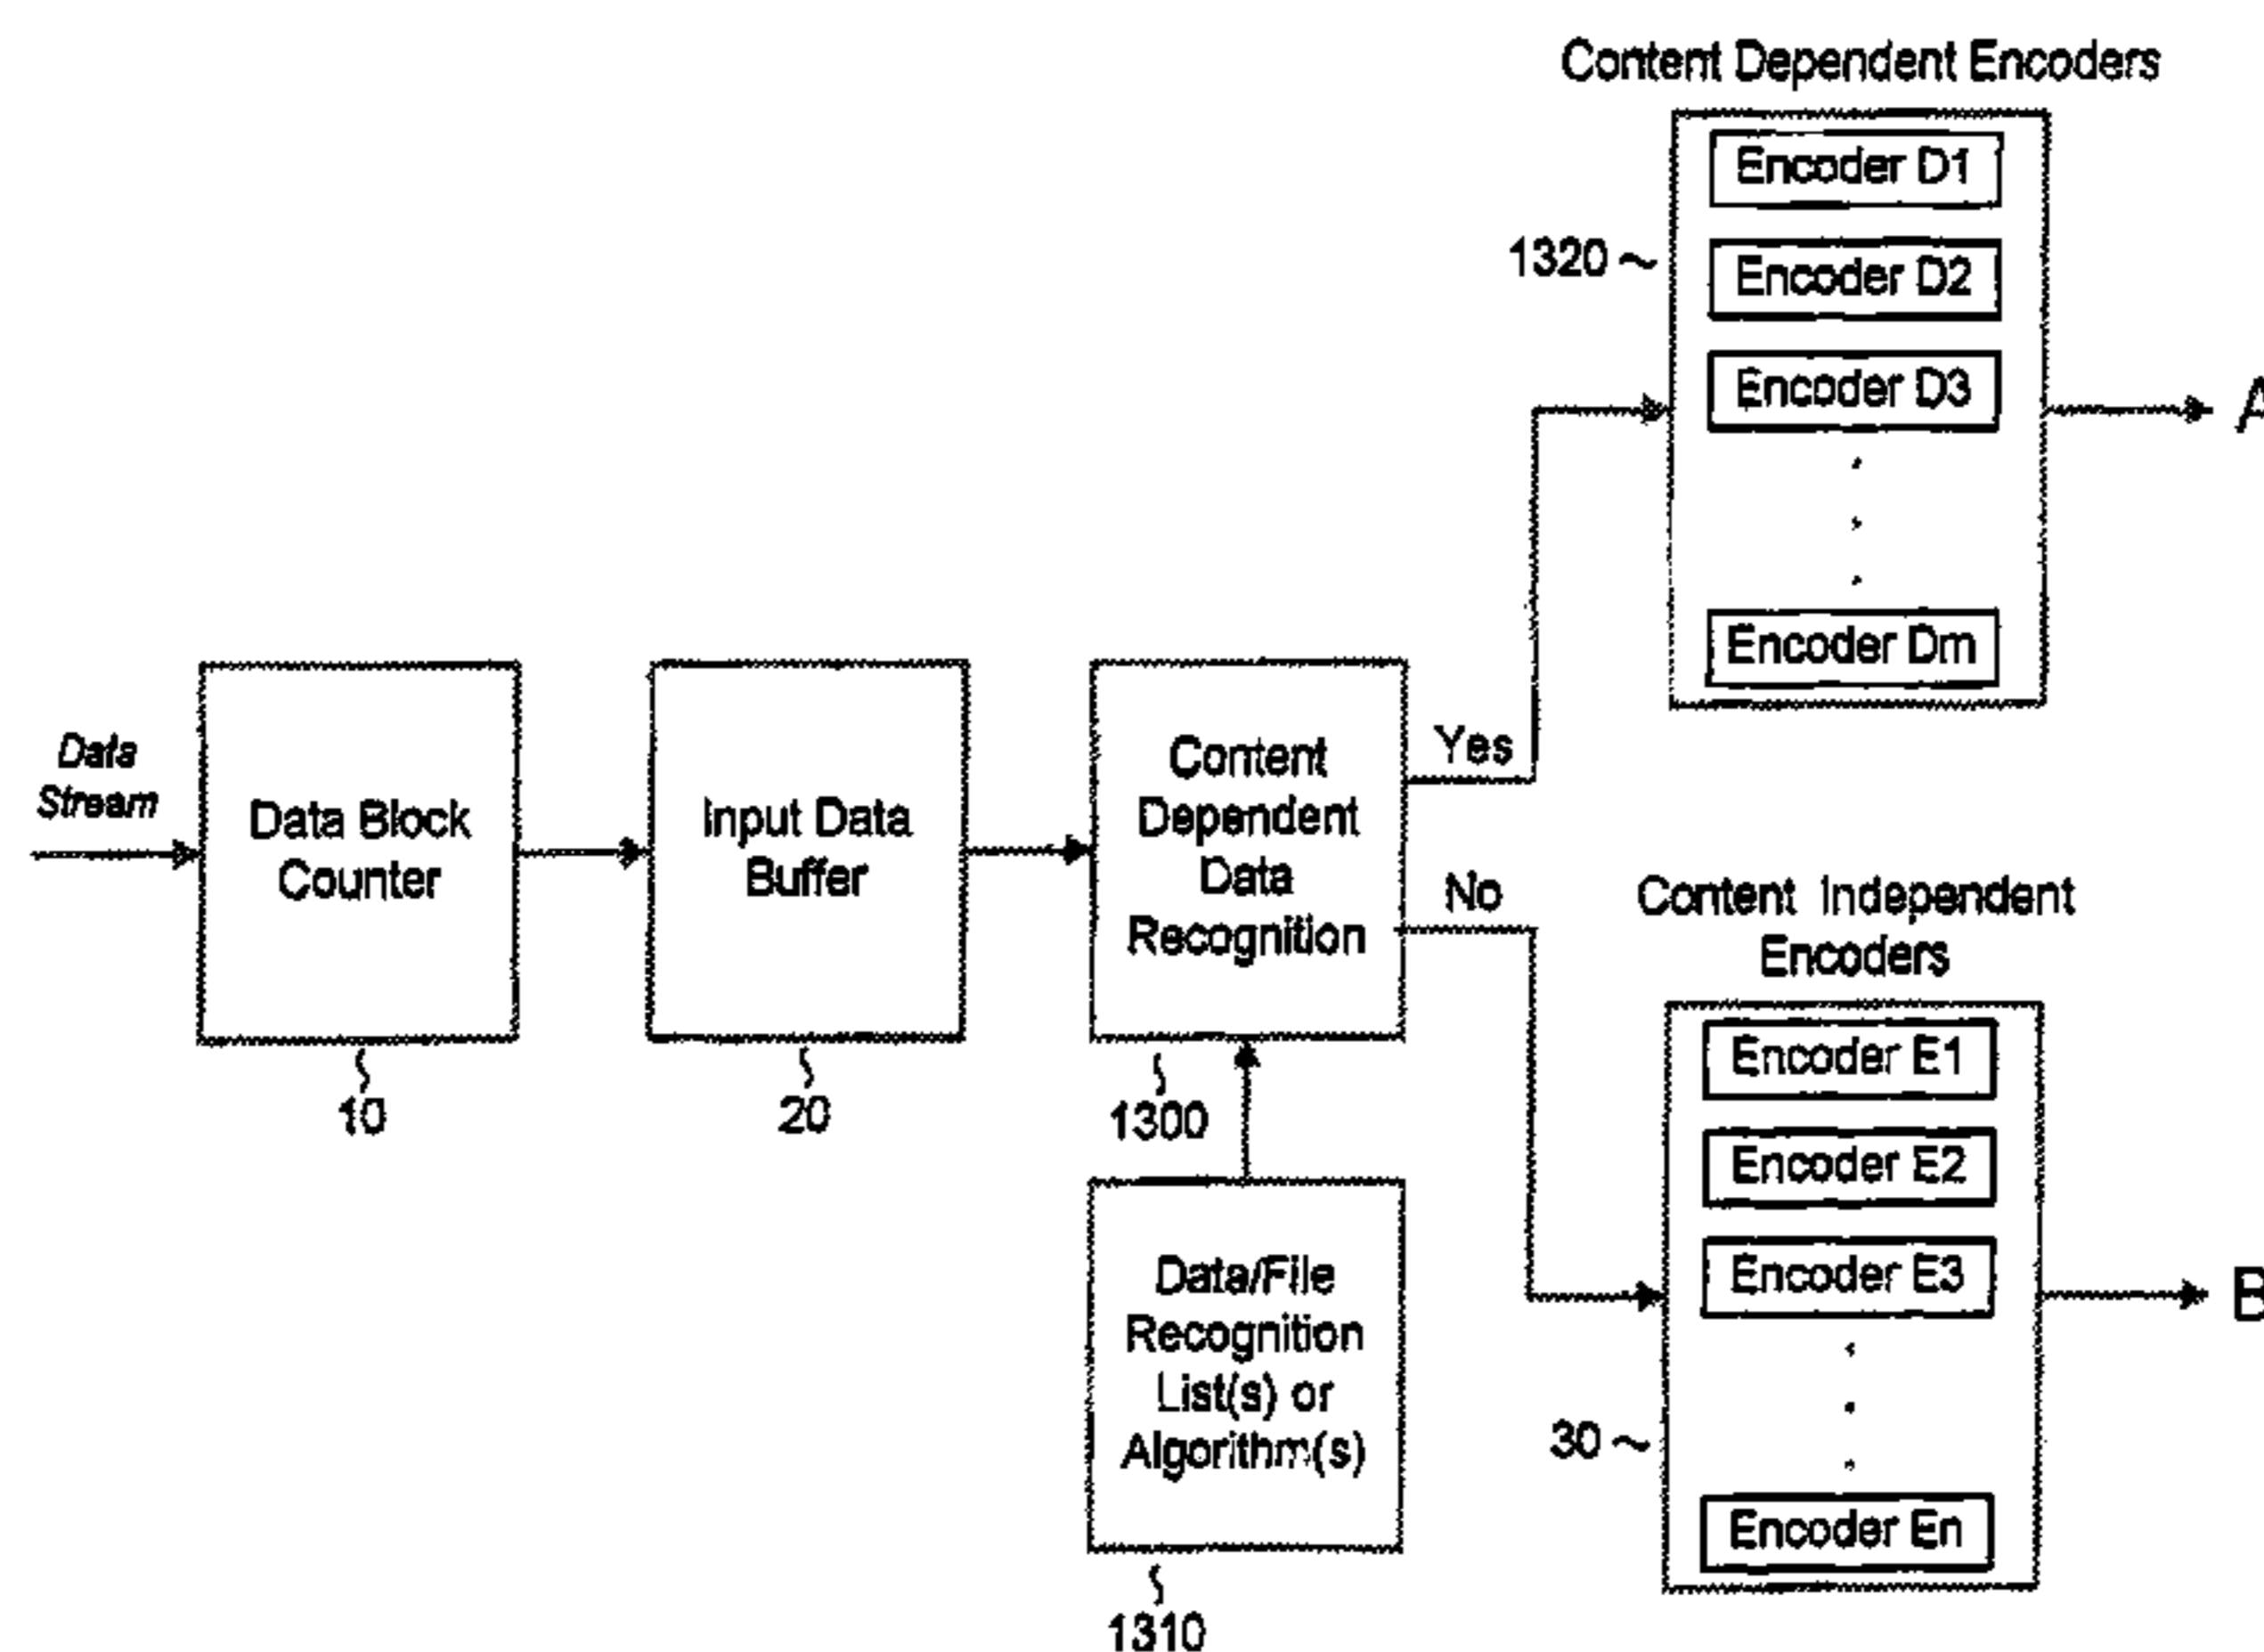 Content Dependent Encoders
Encoder D1
1320
Encoder D2
Encoder D3
A
Encoder Dm
Data
Stream
Data Block
Counter
10
Input Data
Buffer
20
Content
Dependent
Data
Recognition
1300
Yes
No
Data/File
Recognition
List(s) or
Algorithm(s)
1310
Content Independent
Encoders
Encoder E1
Encoder E2
Encoder E3
B
30
Encoder En